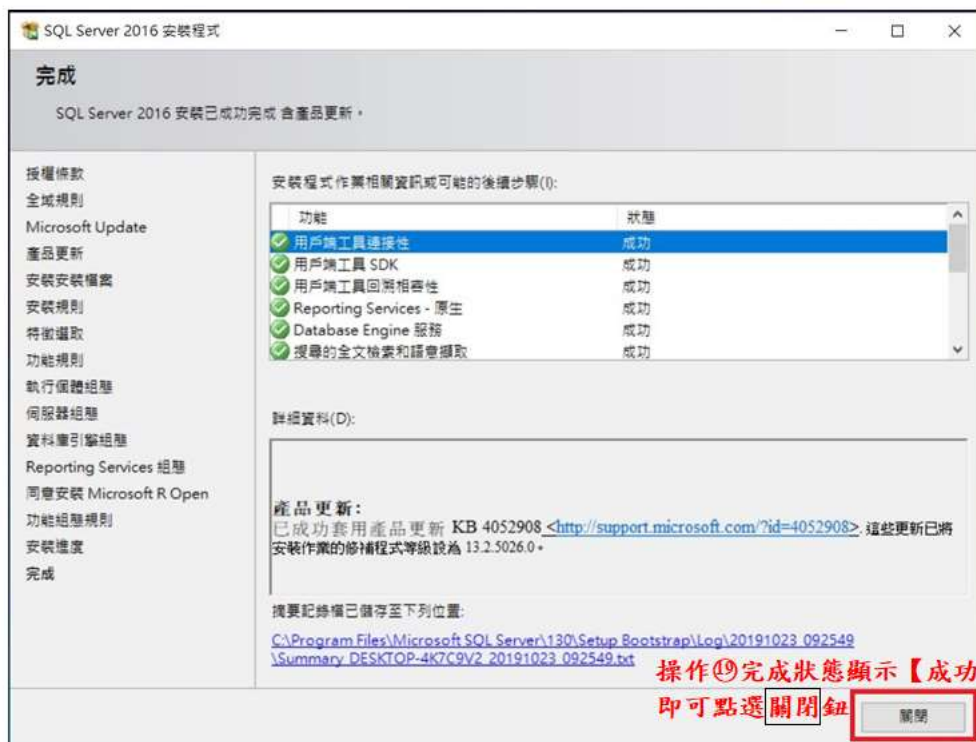 SQL Server 2016 安裝程式
完成
SQL Server 2016 安裝已成功完成 含產品更新。
授權條款
全域規則
Microsoft Update
產品更新
安裝安裝檔案
安裝規則
特徵選取
功能規則
執行個體組態
伺服器組態
資料庫引擎組態
Reporting Services 組態
同意安裝 Microsoft R Open
功能組態規則
安裝進度
完成
安裝程式作業相關資訊或可能的後續步驟(I):
功能 狀態
用戶端工具連接性 成功
用戶端工具 SDK 成功
用戶端工具回溯相容性 成功
Reporting Services - 原生 成功
Database Engine 服務 成功
搜尋的全文檢索和語意擷取 成功
詳細資料(D):
產品更新:
已成功套用產品更新 KB 4052908 <http://support.microsoft.com/?id=4052908>. 這些更新已將
安裝作業的修補程式等級設為 13.2.5026.0。
摘要記錄檔已儲存至下列位置:
C:\Program Files\Microsoft SQL Server\130\Setup Bootstrap\Log\20191023_092549
\Summary_DESKTOP-4K7C9V2_20191023_092549.txt
操作⑲完成狀態顯示【成功
即可點選關閉鈕
關閉